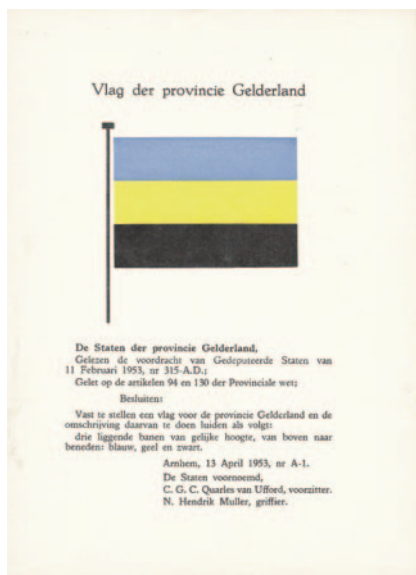 Vlag der provincie Gelderland
De Staten der provincie Gelderland,
Gelezen de voordracht van Gedeputeerde Staten van
11 Februari 1953, nr 315-A.D.;
Gelet op de artikelen 94 en 130 der Provinciale wet;
Besluiten:
Vast te stellen een vlag voor de provincie Gelderland en de
omschrijving daarvan te doen luiden als volgt:
drie liggende banen van gelijke hoogte, van boven naar
beneden: blauw, geel en zwart.
Arnhem, 13 April 1953, nr A-1.
De Staten voornoemd,
C. G. C. Quarles van Ufford, voorzitter.
N. Hendrik Muller, griffier.